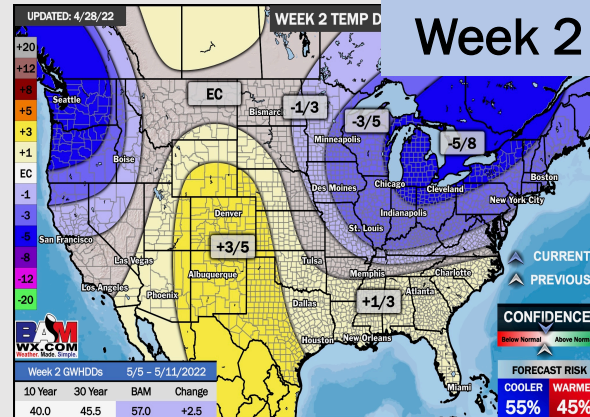 UPDATED: 4/28/22
WEEK 2 TEMP D
Week 2
+20
+12
+8
+5
+3
+1
EC
-1
-3
-5
-8
-12
-20
Seattle
EC
Bismarc
-1/3
-3/5
Minneapolis
-5/8
Boise
Boston
Des Moines
Chicago
Cleveland
New York City
Indianapolis
Denver
St. Louis
San Francisco
+3/5
Las Vegas
Tulsa
Memphis
Charlotte
Albuquerque
Los Angeles
Phoenix
+1/3
Atlanta
Dallas
Houston
New Orleans
Miami
CURRENT
PREVIOUS
CONFIDENCE
Below Normal
Above Norm
FORECAST RISK
COOLER
WARME
55%
45%
BAM
WX.COM
Weather. Made. Simple.
Week 2 GWHDDs 5/5 – 5/11/2022
10 Year 30 Year BAM Change
40.0 45.5 57.0 +2.5